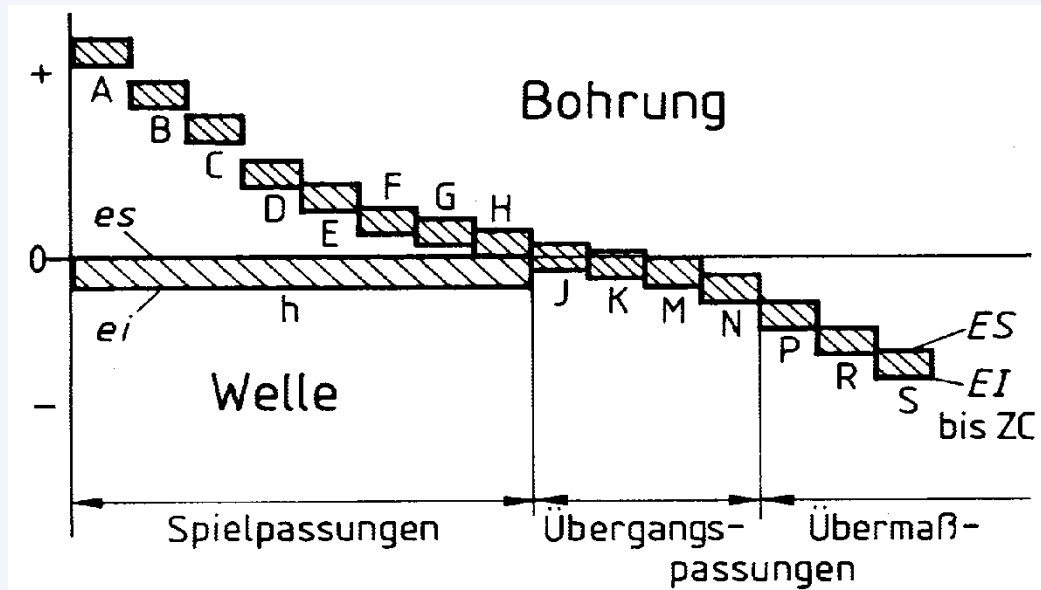 +
A
B
Bohrung
C
F
G
H
D
E
es
0
J
K
M
N
h
ei
P
R
S
ES
EI
bis ZC
Welle
−
Spielpassungen
Übergangs-
passungen
Übermaß-